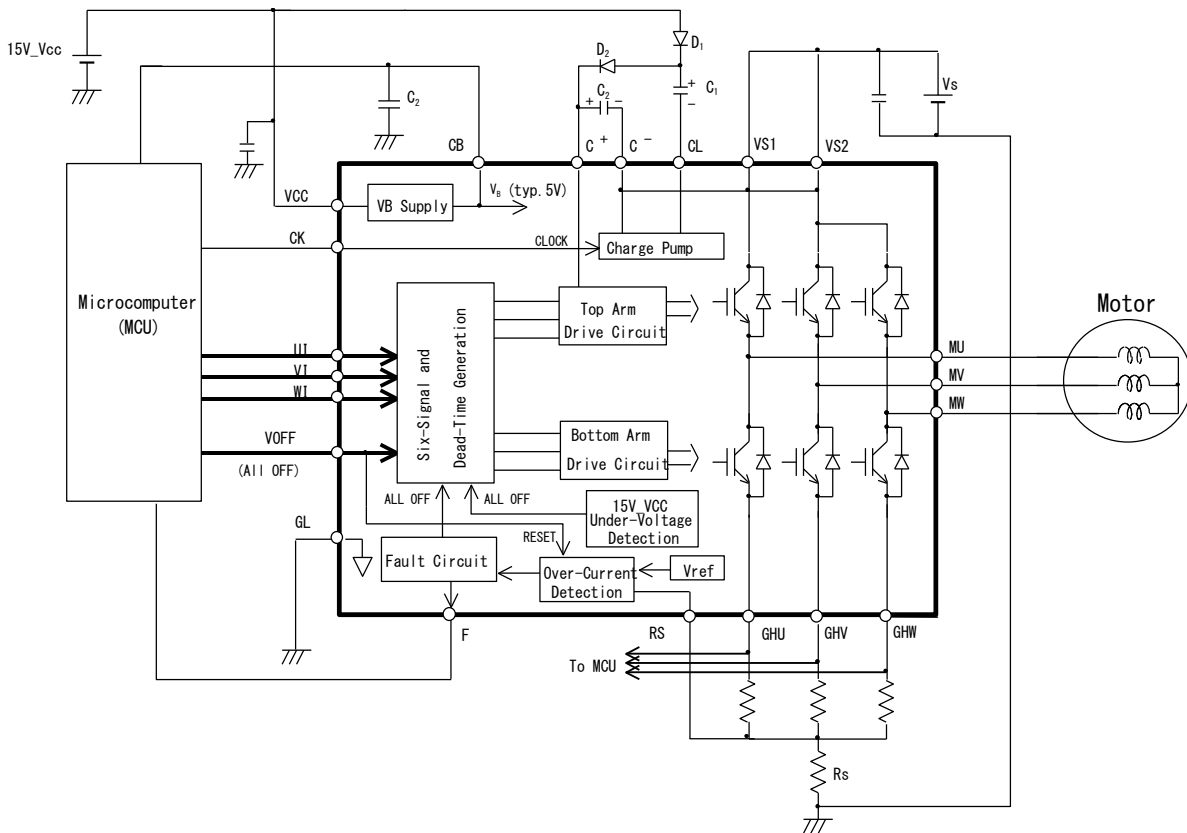 15V_Vcc
D₁
D₂
C₁
+
−
C₂
+ −
C₂
Vs
CB
C +
C −
CL
VS1
VS2
VCC
VB Supply
V_B (typ. 5V)
CK
CLOCK
Charge Pump
Microcomputer
(MCU)
Six-Signal and
Dead-Time Generation
Top Arm
Drive Circuit
Motor
UI
VI
WI
MU
MV
MW
VOFF
(All OFF)
Bottom Arm
Drive Circuit
ALL OFF
ALL OFF
15V_VCC
Under-Voltage
Detection
GL
RESET
Fault Circuit
Over-Current
Detection
Vref
F
RS
GHU
GHV
GHW
To MCU
Rs